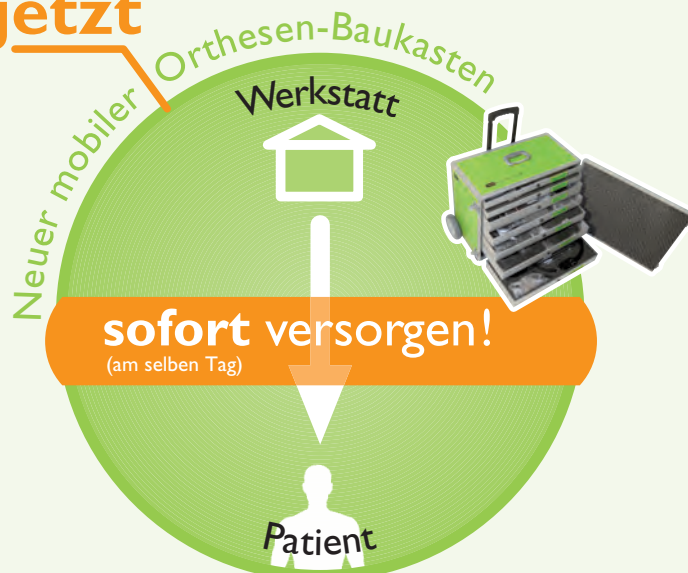 jetzt
Neuer mobiler Orthesen-Baukasten
Werkstatt
sofort versorgen!
(am selben Tag)
Patient